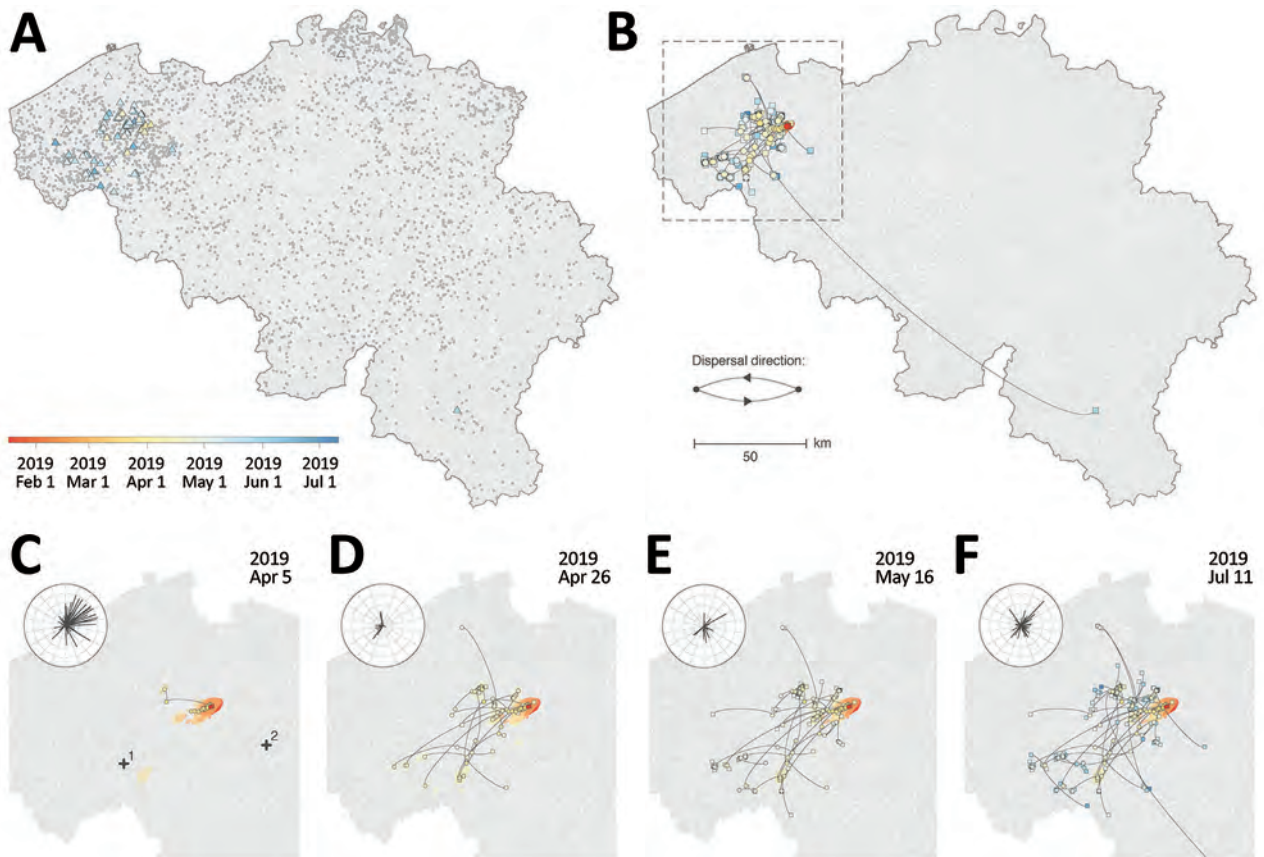 A
B
Dispersal direction:
km
50
2019 2019 2019 2019 2019 2019
Feb 1 Mar 1 Apr 1 May 1 Jun 1 Jul 1
C
2019
Apr 5
1
2
D
2019
Apr 26
E
2019
May 16
F
2019
Jul 11